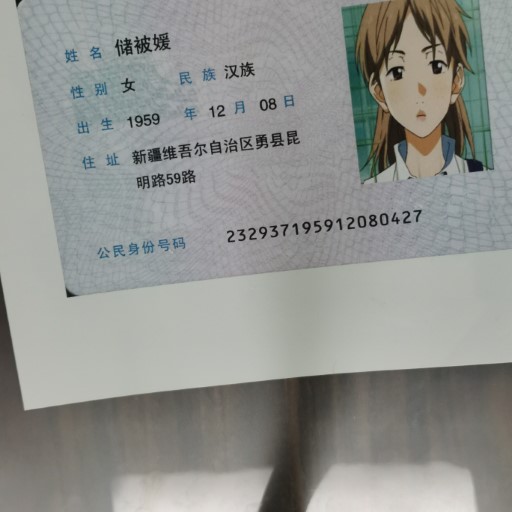 姓名 储被媛
性别 女 民族 汉族
出生 1959 年 12 月 08 日
住址 新疆维吾尔自治区勇县昆
明路59路
公民身份号码 232937195912080427